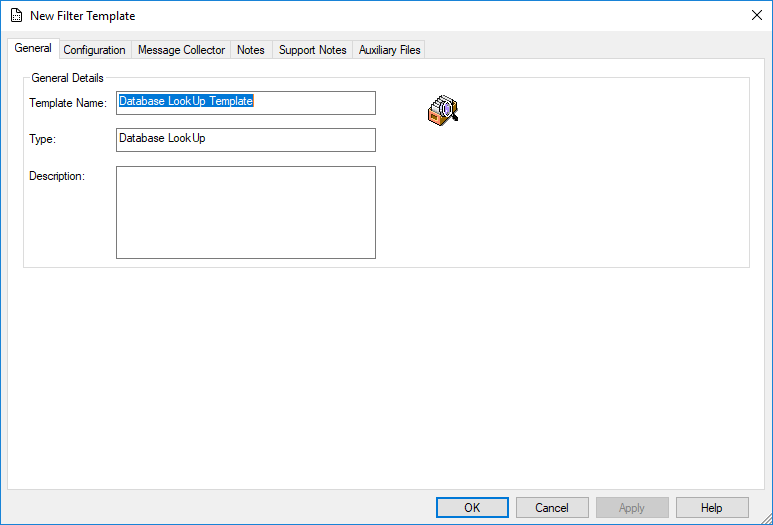 New Filter Template
General Configuration Message Collector Notes Support Notes Auxiliary Files
General Details
Template Name: Database LookUp Template
Type: Database LookUp
Description:
OK Cancel Apply Help